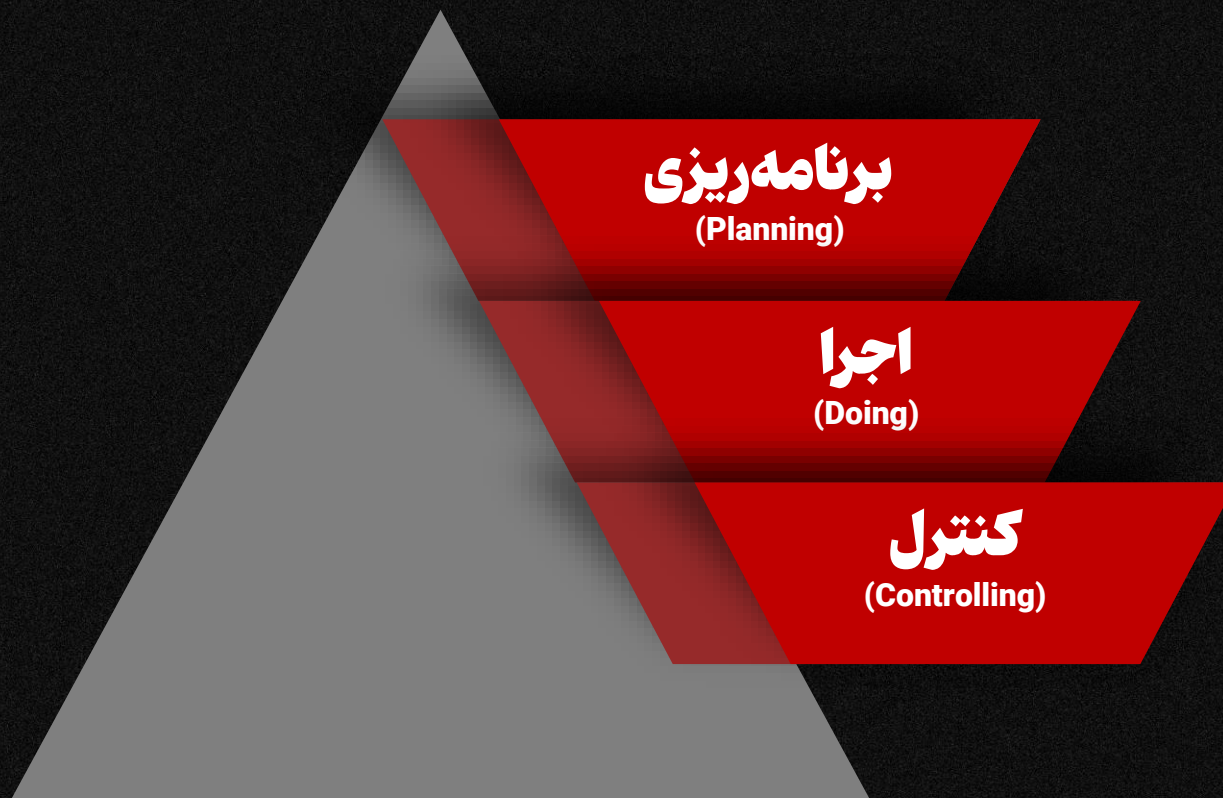 برنامه‌ریزی
(Planning)
اجرا
(Doing)
کنترل
(Controlling)